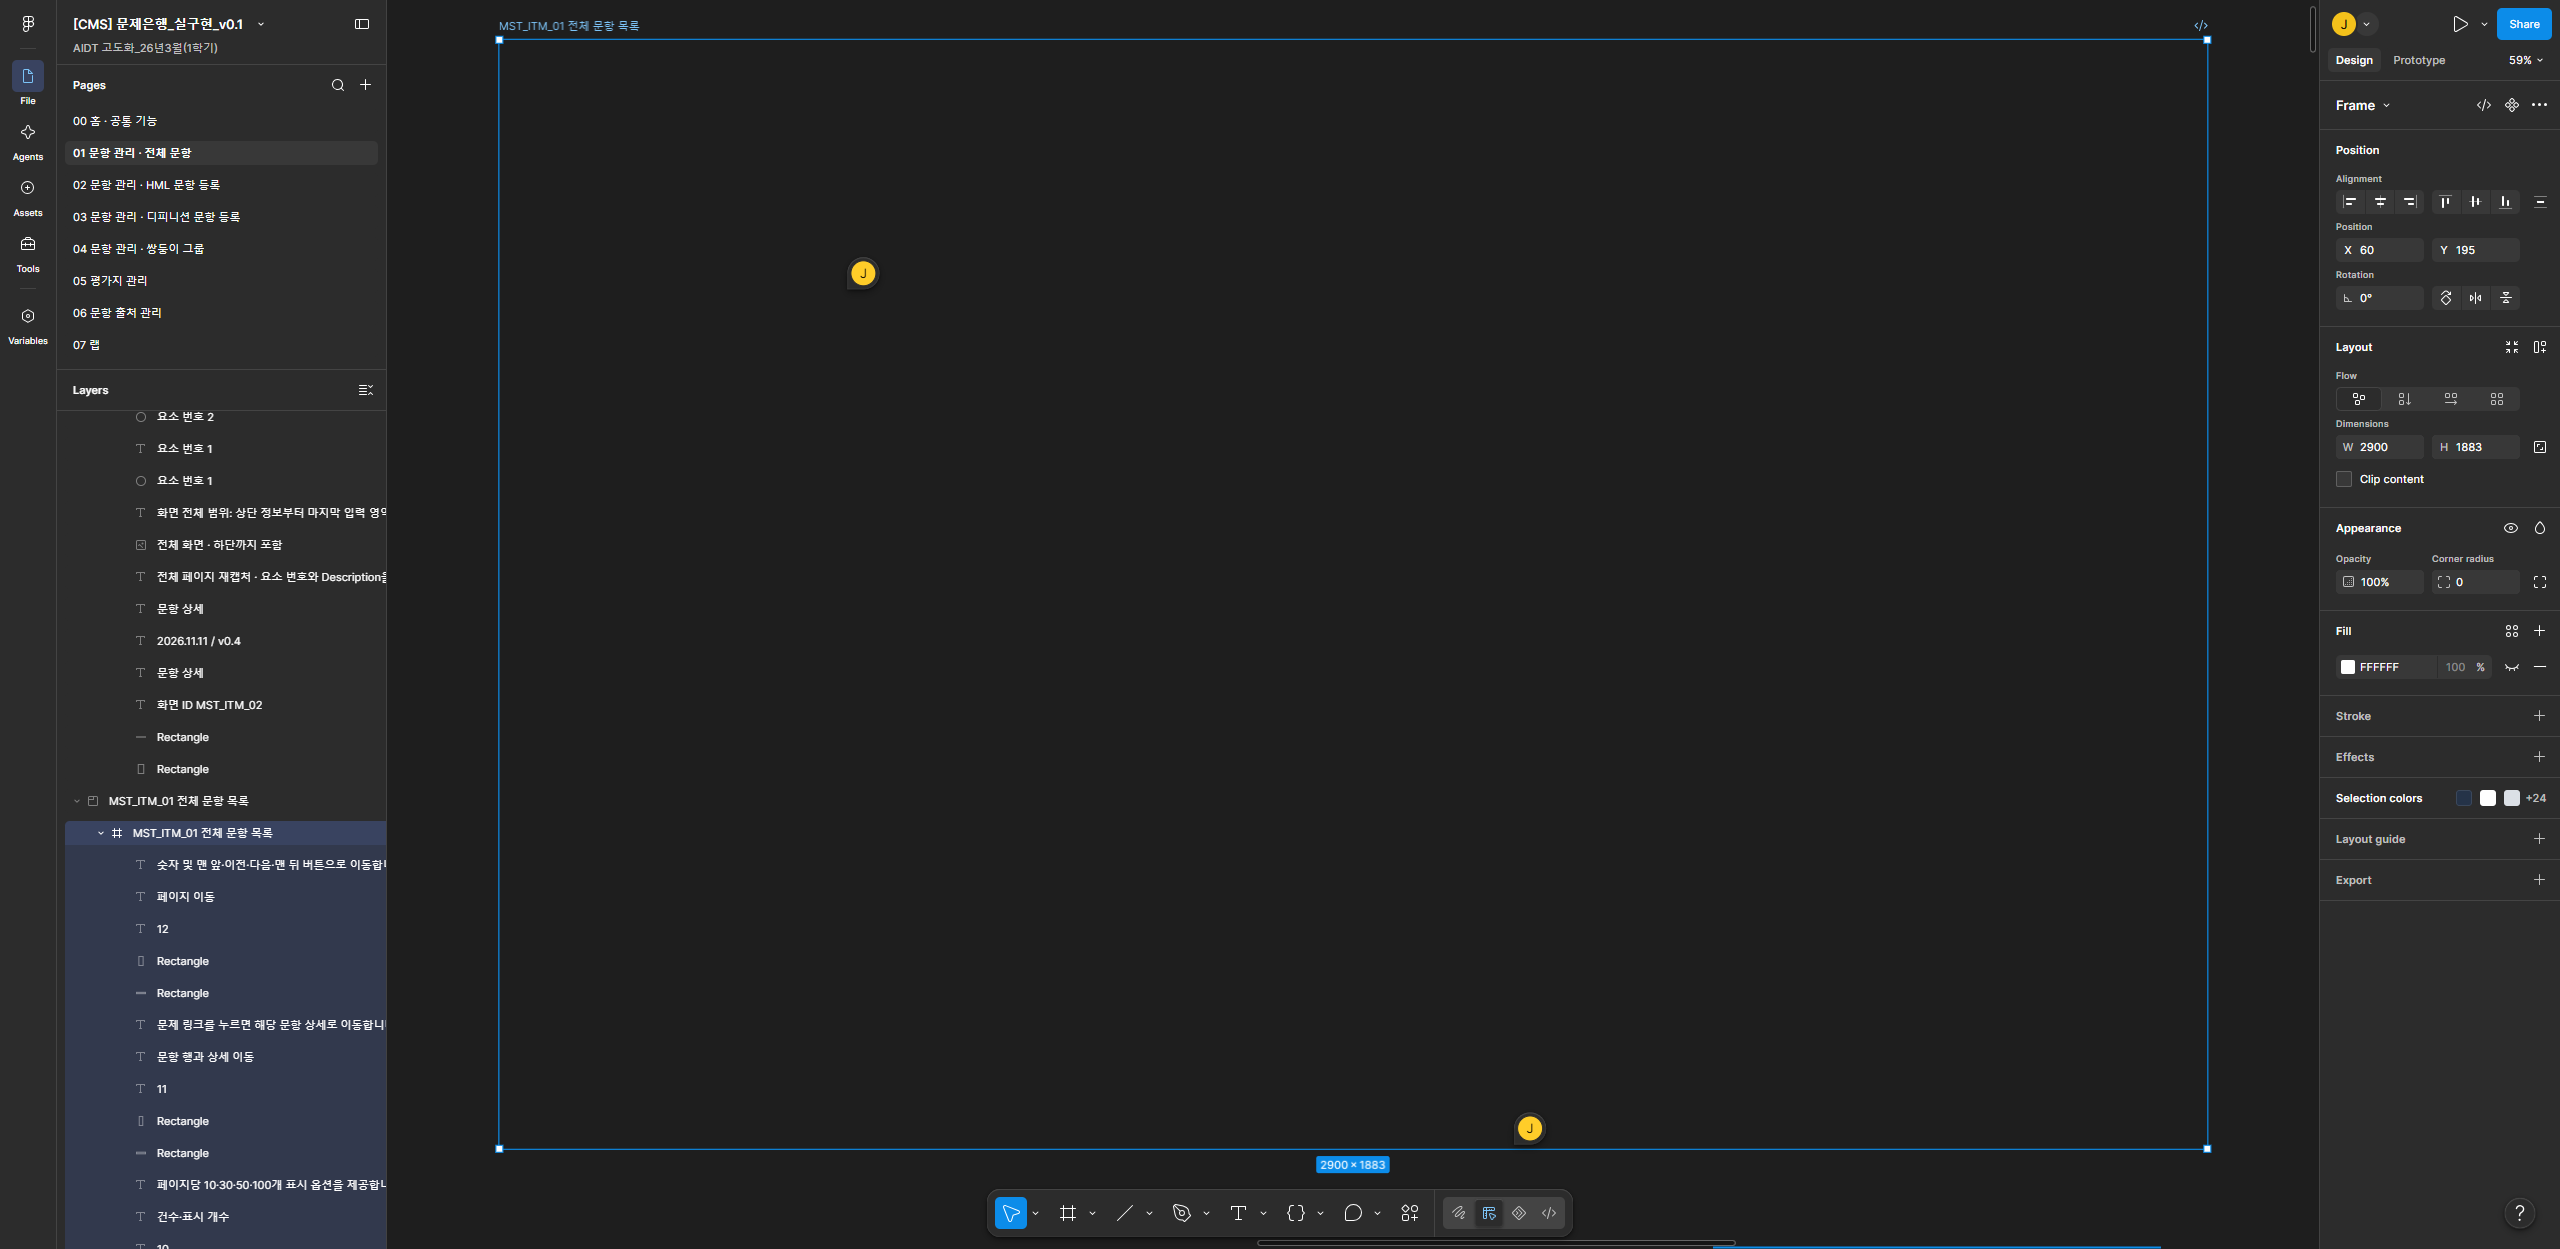 [CMS] 문제은행_실구현_v0.1
AIDT 고도화_26년3월(1학기)
File
Agents
Assets
Tools
Variables
Pages
00 홈 · 공통 기능
01 문항 관리 · 전체 문항
02 문항 관리 · HML 문항 등록
03 문항 관리 · 디피니션 문항 등록
04 문항 관리 · 쌍둥이 그룹
05 평가지 관리
06 문항 출처 관리
07 랩
Layers
요소 번호 2
요소 번호 1
요소 번호 1
화면 전체 범위: 상단 정보부터 마지막 입력 영역
전체 화면 · 하단까지 포함
전체 페이지 재캡처 · 요소 번호와 Description을
문항 상세
2026.11.11 / v0.4
문항 상세
화면 ID MST_ITM_02
Rectangle
Rectangle
MST_ITM_01 전체 문항 목록
MST_ITM_01 전체 문항 목록
숫자 및 맨 앞·이전·다음·맨 뒤 버튼으로 이동합니
페이지 이동
12
Rectangle
Rectangle
문제 링크를 누르면 해당 문항 상세로 이동합니
문항 행과 상세 이동
11
Rectangle
Rectangle
페이지당 10·30·50·100개 표시 옵션을 제공합니
건수·표시 개수
10
MST_ITM_01 전체 문항 목록
J
J
2900 × 1883
J
Share
Design
Prototype
59%
Frame
Position
Alignment
Position
X 60
Y 195
Rotation
0°
Layout
Flow
Dimensions
W 2900
H 1883
Clip content
Appearance
Opacity
Corner radius
100%
0
Fill
FFFFFF
100 %
Stroke
Effects
Selection colors
+24
Layout guide
Export
?